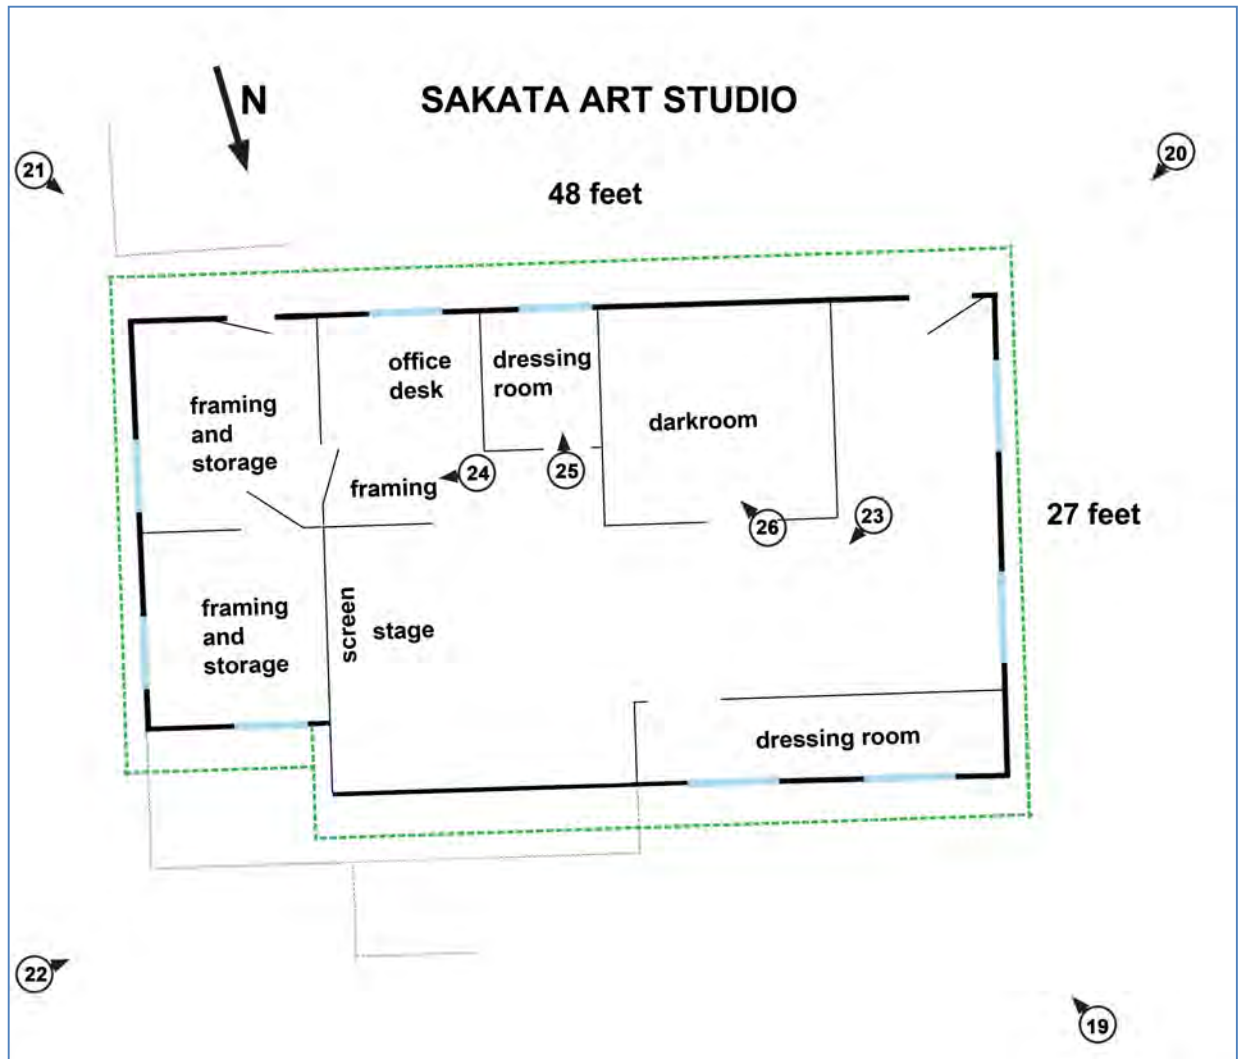 N
SAKATA ART STUDIO
21
20
48 feet
office
desk
dressing
room
framing
and
storage
darkroom
framing
24
25
26
23
27 feet
framing
and
storage
screen
stage
dressing room
22
19